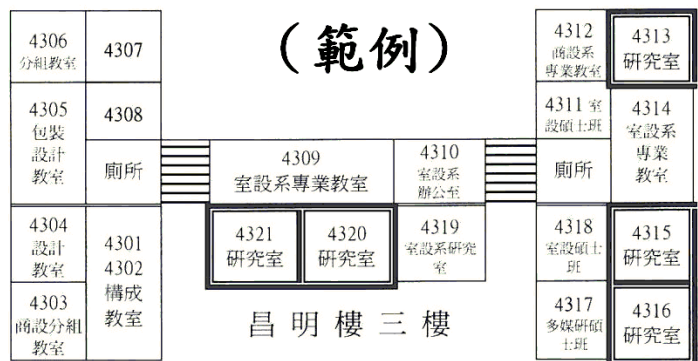 (範例)
4306
分組教室
4307
4305
包裝
設計
教室
4308
廁所
4304
設計
教室
4303
商設分組
教室
4301
4302
構成
教室
4309
室設系專業教室
4310
室設系
辦公至
4321
研究室
4320
研究室
4319
室設系研究
室
昌明樓三樓
4312
商設系
專業教室
4313
研究室
4311 室
設碩士班
4314
室設系
專業
教室
廁所
4318
室設碩士
班
4315
研究室
4317
多媒研碩
士班
4316
研究室